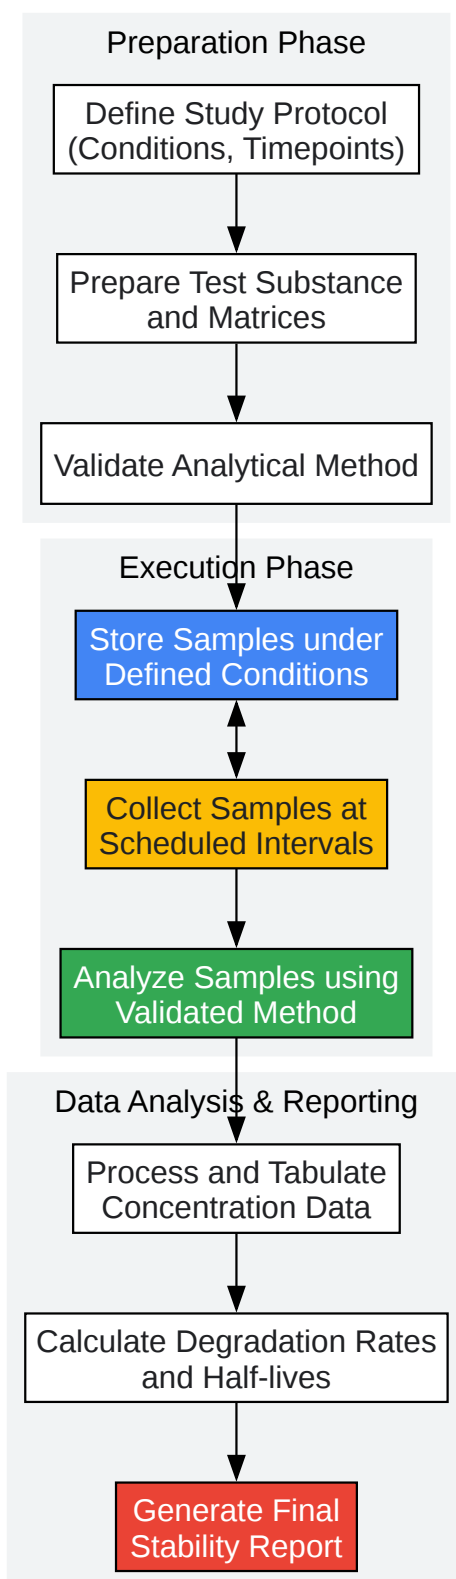 Preparation Phase
Define Study Protocol
(Conditions, Timepoints)
Prepare Test Substance
and Matrices
Validate Analytical Method
Execution Phase
Store Samples under
Defined Conditions
Collect Samples at
Scheduled Intervals
Analyze Samples using
Validated Method
Data Analysis & Reporting
Process and Tabulate
Concentration Data
Calculate Degradation Rates
and Half-lives
Generate Final
Stability Report